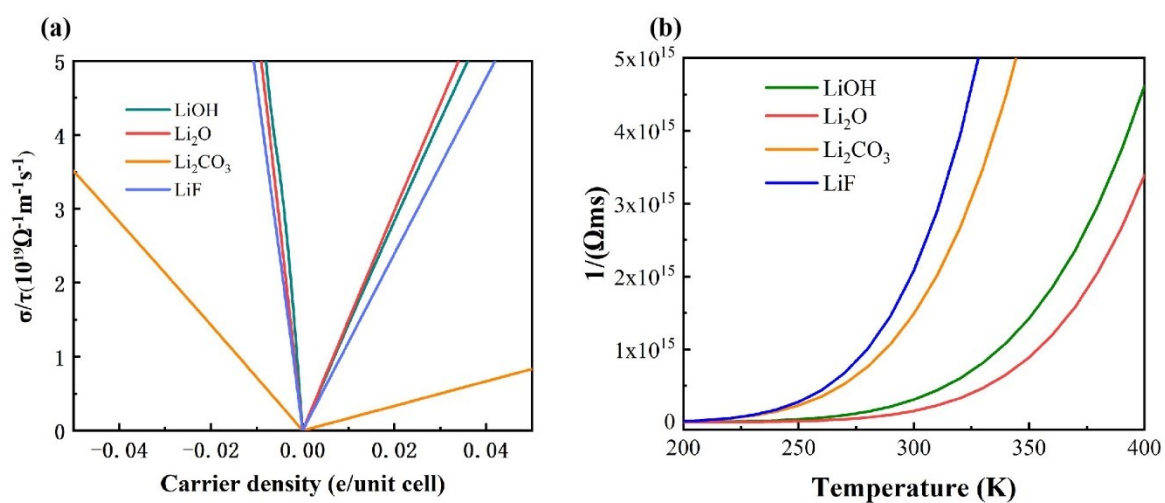 (a)
5
4
3
2
1
0
σ/τ(10¹⁹Ω⁻¹m⁻¹s⁻¹)
LiOH
Li₂O
Li₂CO₃
LiF
−0.04 −0.02 0.00 0.02 0.04
Carrier density (e/unit cell)
(b)
5x10¹⁵
4x10¹⁵
3x10¹⁵
2x10¹⁵
1x10¹⁵
0
1/(Ωms)
LiOH
Li₂O
Li₂CO₃
LiF
200 250 300 350 400
Temperature (K)